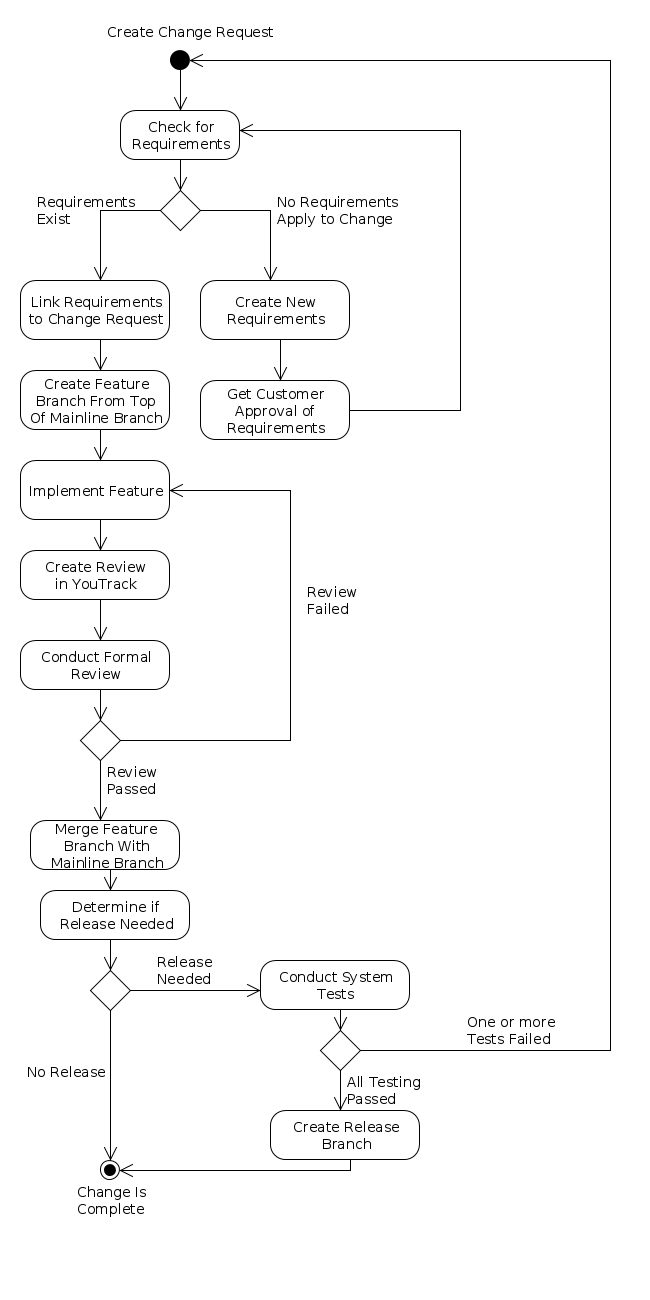 Create Change Request
Check for
Requirements
Requirements
Exist
No Requirements
Apply to Change
Link Requirements
to Change Request
Create New
Requirements
Create Feature
Branch From Top
Of Mainline Branch
Get Customer
Approval of
Requirements
Implement Feature
Create Review
in YouTrack
Review
Failed
Conduct Formal
Review
Review
Passed
Merge Feature
Branch With
Mainline Branch
Determine if
Release Needed
Release
Needed
Conduct System
Tests
One or more
Tests Failed
No Release
All Testing
Passed
Create Release
Branch
Change Is
Complete